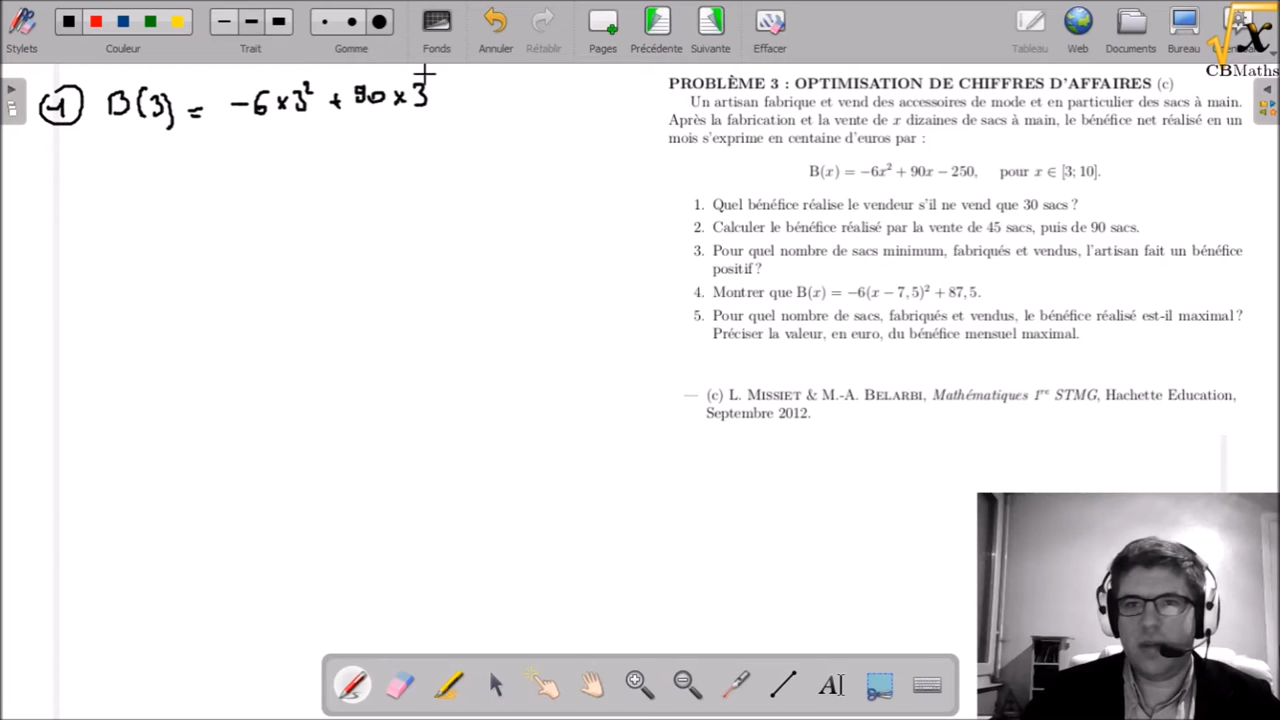 Stylets Couleur Trait Gomme Fonds Annuler Rétablir Pages Précédente Suivante Effacer Tableau Web Documents Bureau
CBMaths
① B(3) = -6×3² + 90×3
PROBLÈME 3 : OPTIMISATION DE CHIFFRES D'AFFAIRES (c)
Un artisan fabrique et vend des accessoires de mode et en particulier des sacs à main.
Après la fabrication et la vente de x dizaines de sacs à main, le bénéfice net réalisé en un
mois s'exprime en centaine d'euros par :
B(x) = −6x² + 90x − 250, pour x ∈ [3; 10].
1. Quel bénéfice réalise le vendeur s'il ne vend que 30 sacs ?
2. Calculer le bénéfice réalisé par la vente de 45 sacs, puis de 90 sacs.
3. Pour quel nombre de sacs minimum, fabriqués et vendus, l'artisan fait un bénéfice
positif ?
4. Montrer que B(x) = −6(x − 7, 5)² + 87, 5.
5. Pour quel nombre de sacs, fabriqués et vendus, le bénéfice réalisé est-il maximal ?
Préciser la valeur, en euro, du bénéfice mensuel maximal.
— (c) L. Missiet & M.-A. Belarbi, Mathématiques 1re STMG, Hachette Education,
Septembre 2012.
AI